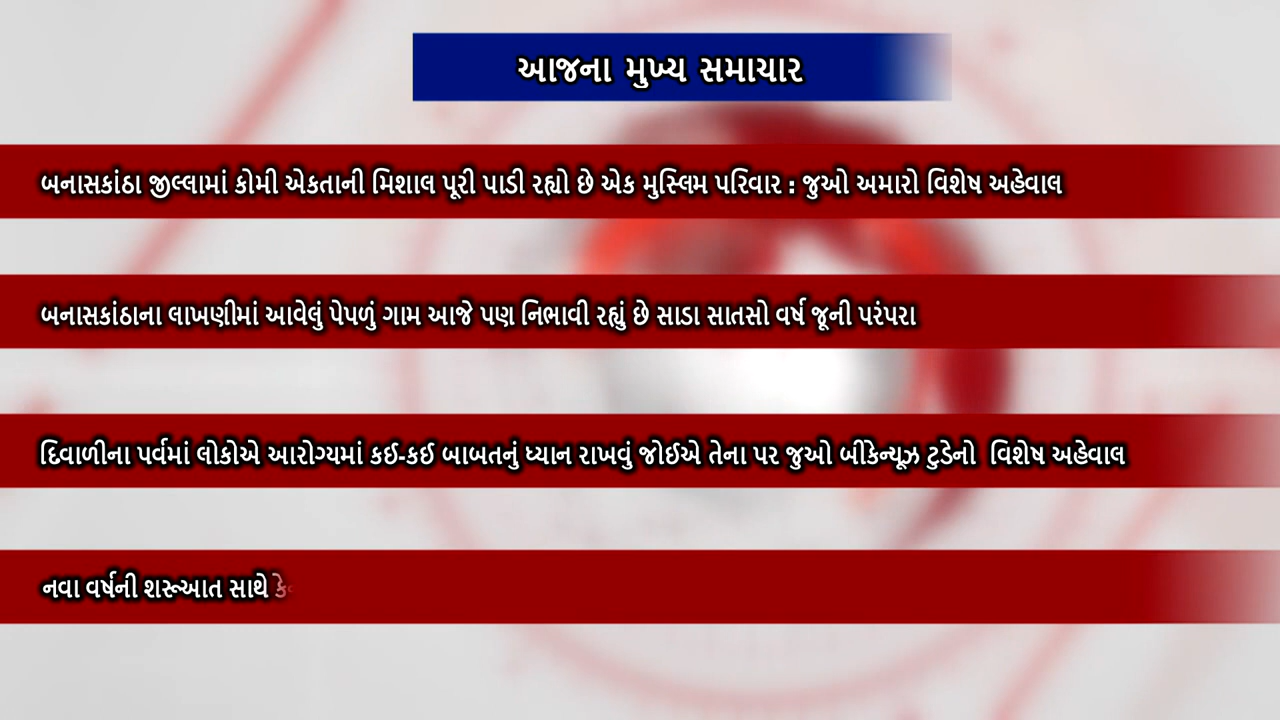 આજના મુખ્ય સમાચાર
બનાસકાંઠા જીલ્લામાં કોમી એકતાની મિશાલ પૂરી પાડી રહ્યો છે એક મુસ્લિમ પરિવાર : જુઓ અમારો વિશેષ અહેવાલ
બનાસકાંઠાના લાખણીમાં આવેલું પેપળું ગામ આજે પણ નિભાવી રહ્યું છે સાડા સાતસો વર્ષ જૂની પરંપરા
દિવાળીના પર્વમાં લોકોએ આરોગ્યમાં કઈ-કઈ બાબતનું ધ્યાન રાખવું જોઈએ તેના પર જુઓ બીકેન્યૂઝ ટુડેનો વિશેષ અહેવાલ
નવા વર્ષની શરૂઆત સાથે